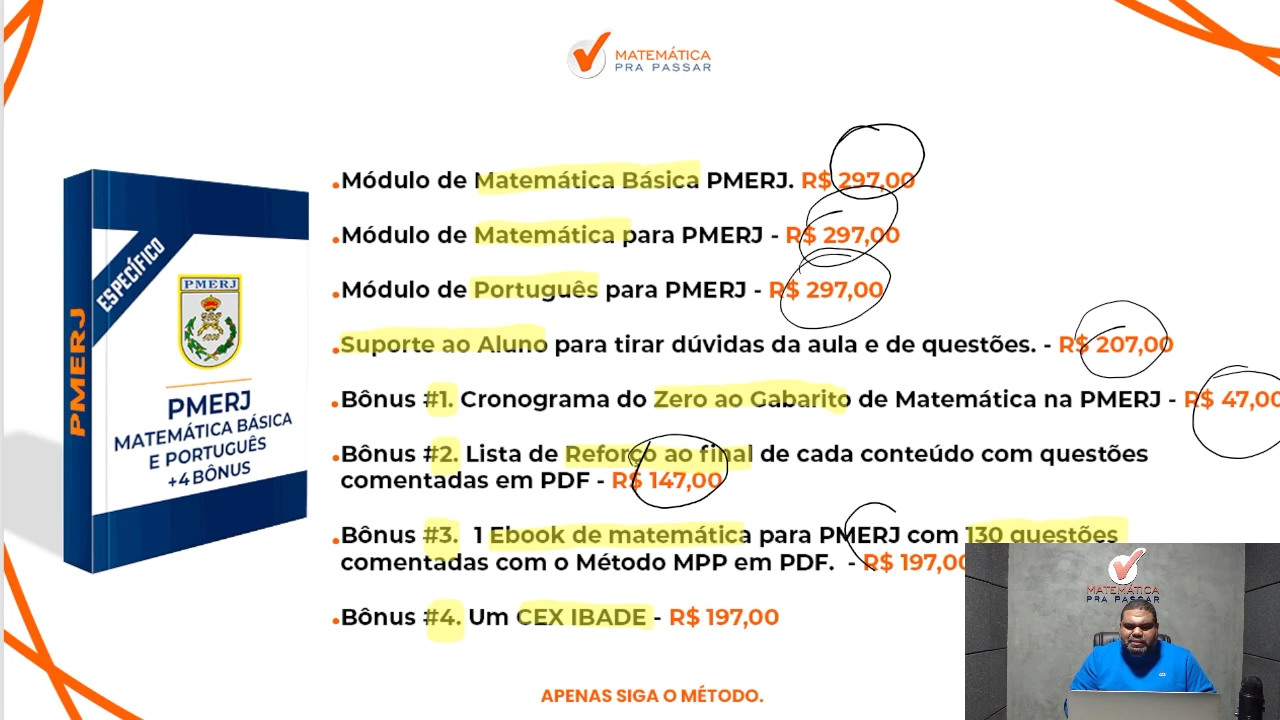 MATEMÁTICA
PRA PASSAR
.Módulo de Matemática Básica PMERJ. R$ 297,00
.Módulo de Matemática para PMERJ - R$ 297,00
.Módulo de Português para PMERJ - R$ 297,00
.Suporte ao Aluno para tirar dúvidas da aula e de questões. - R$ 207,00
.Bônus #1. Cronograma do Zero ao Gabarito de Matemática na PMERJ - R$ 47,00
.Bônus #2. Lista de Reforço ao final de cada conteúdo com questões
comentadas em PDF - R$ 147,00
.Bônus #3. 1 Ebook de matemática para PMERJ com 130 questões
comentadas com o Método MPP em PDF. - R$ 197,00
.Bônus #4. Um CEX IBADE - R$ 197,00
APENAS SIGA O MÉTODO.
PMERJ
ESPECÍFICO
PMERJ
PMERJ
MATEMÁTICA BÁSICA
E PORTUGUÊS
+4 BÔNUS
MATEMÁTICA
PRA PASSAR